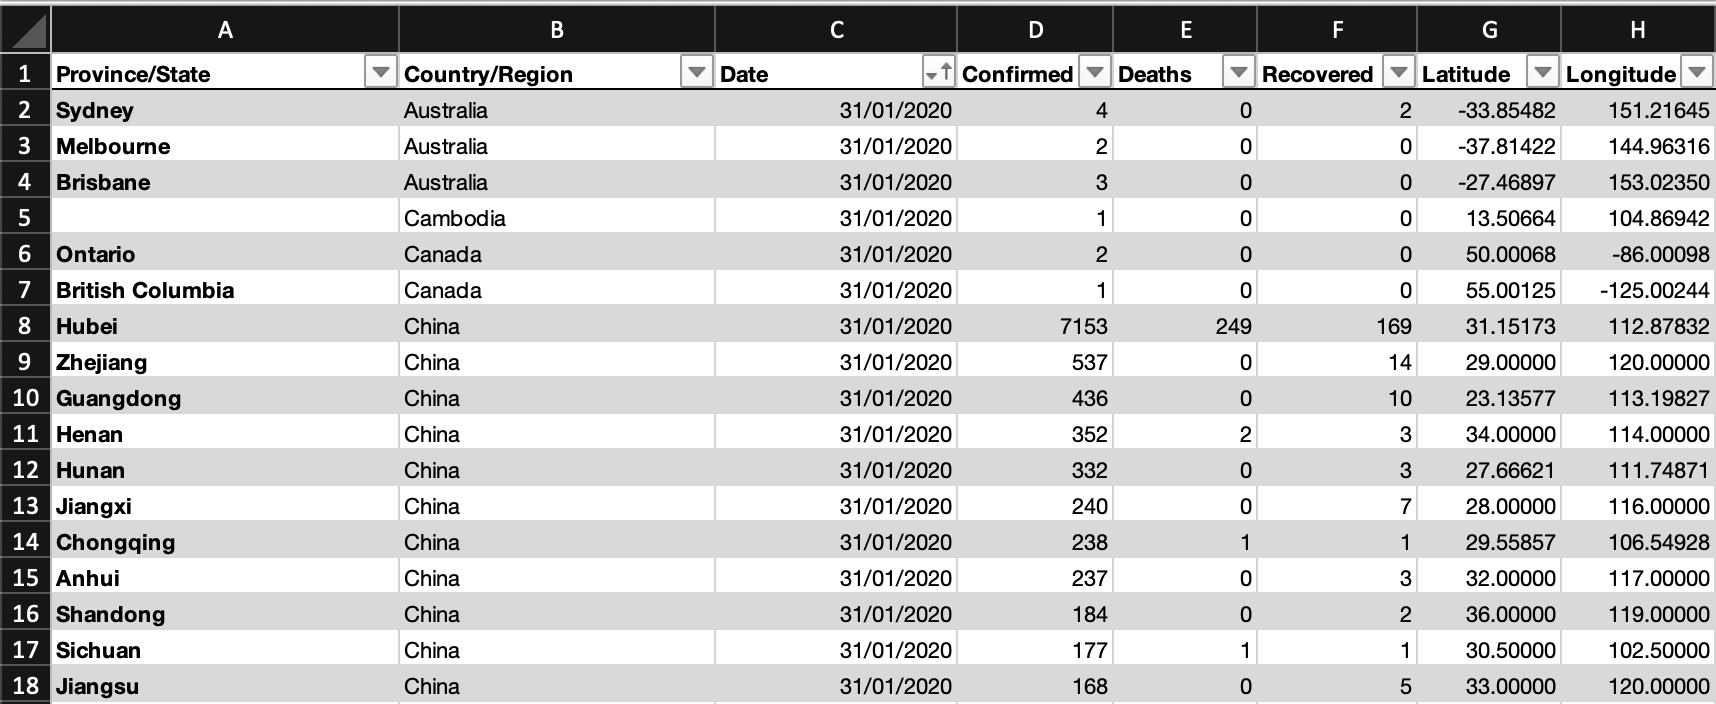 A B C D E F G H
1 Province/State Country/Region Date Confirmed Deaths Recovered Latitude Longitude
2 Sydney Australia 31/01/2020 4 0 2 -33.85482 151.21645
3 Melbourne Australia 31/01/2020 2 0 0 -37.81422 144.96316
4 Brisbane Australia 31/01/2020 3 0 0 -27.46897 153.02350
5 Cambodia 31/01/2020 1 0 0 13.50664 104.86942
6 Ontario Canada 31/01/2020 2 0 0 50.00068 -86.00098
7 British Columbia Canada 31/01/2020 1 0 0 55.00125 -125.00244
8 Hubei China 31/01/2020 7153 249 169 31.15173 112.87832
9 Zhejiang China 31/01/2020 537 0 14 29.00000 120.00000
10 Guangdong China 31/01/2020 436 0 10 23.13577 113.19827
11 Henan China 31/01/2020 352 2 3 34.00000 114.00000
12 Hunan China 31/01/2020 332 0 3 27.66621 111.74871
13 Jiangxi China 31/01/2020 240 0 7 28.00000 116.00000
14 Chongqing China 31/01/2020 238 1 1 29.55857 106.54928
15 Anhui China 31/01/2020 237 0 3 32.00000 117.00000
16 Shandong China 31/01/2020 184 0 2 36.00000 119.00000
17 Sichuan China 31/01/2020 177 1 1 30.50000 102.50000
18 Jiangsu China 31/01/2020 168 0 5 33.00000 120.00000